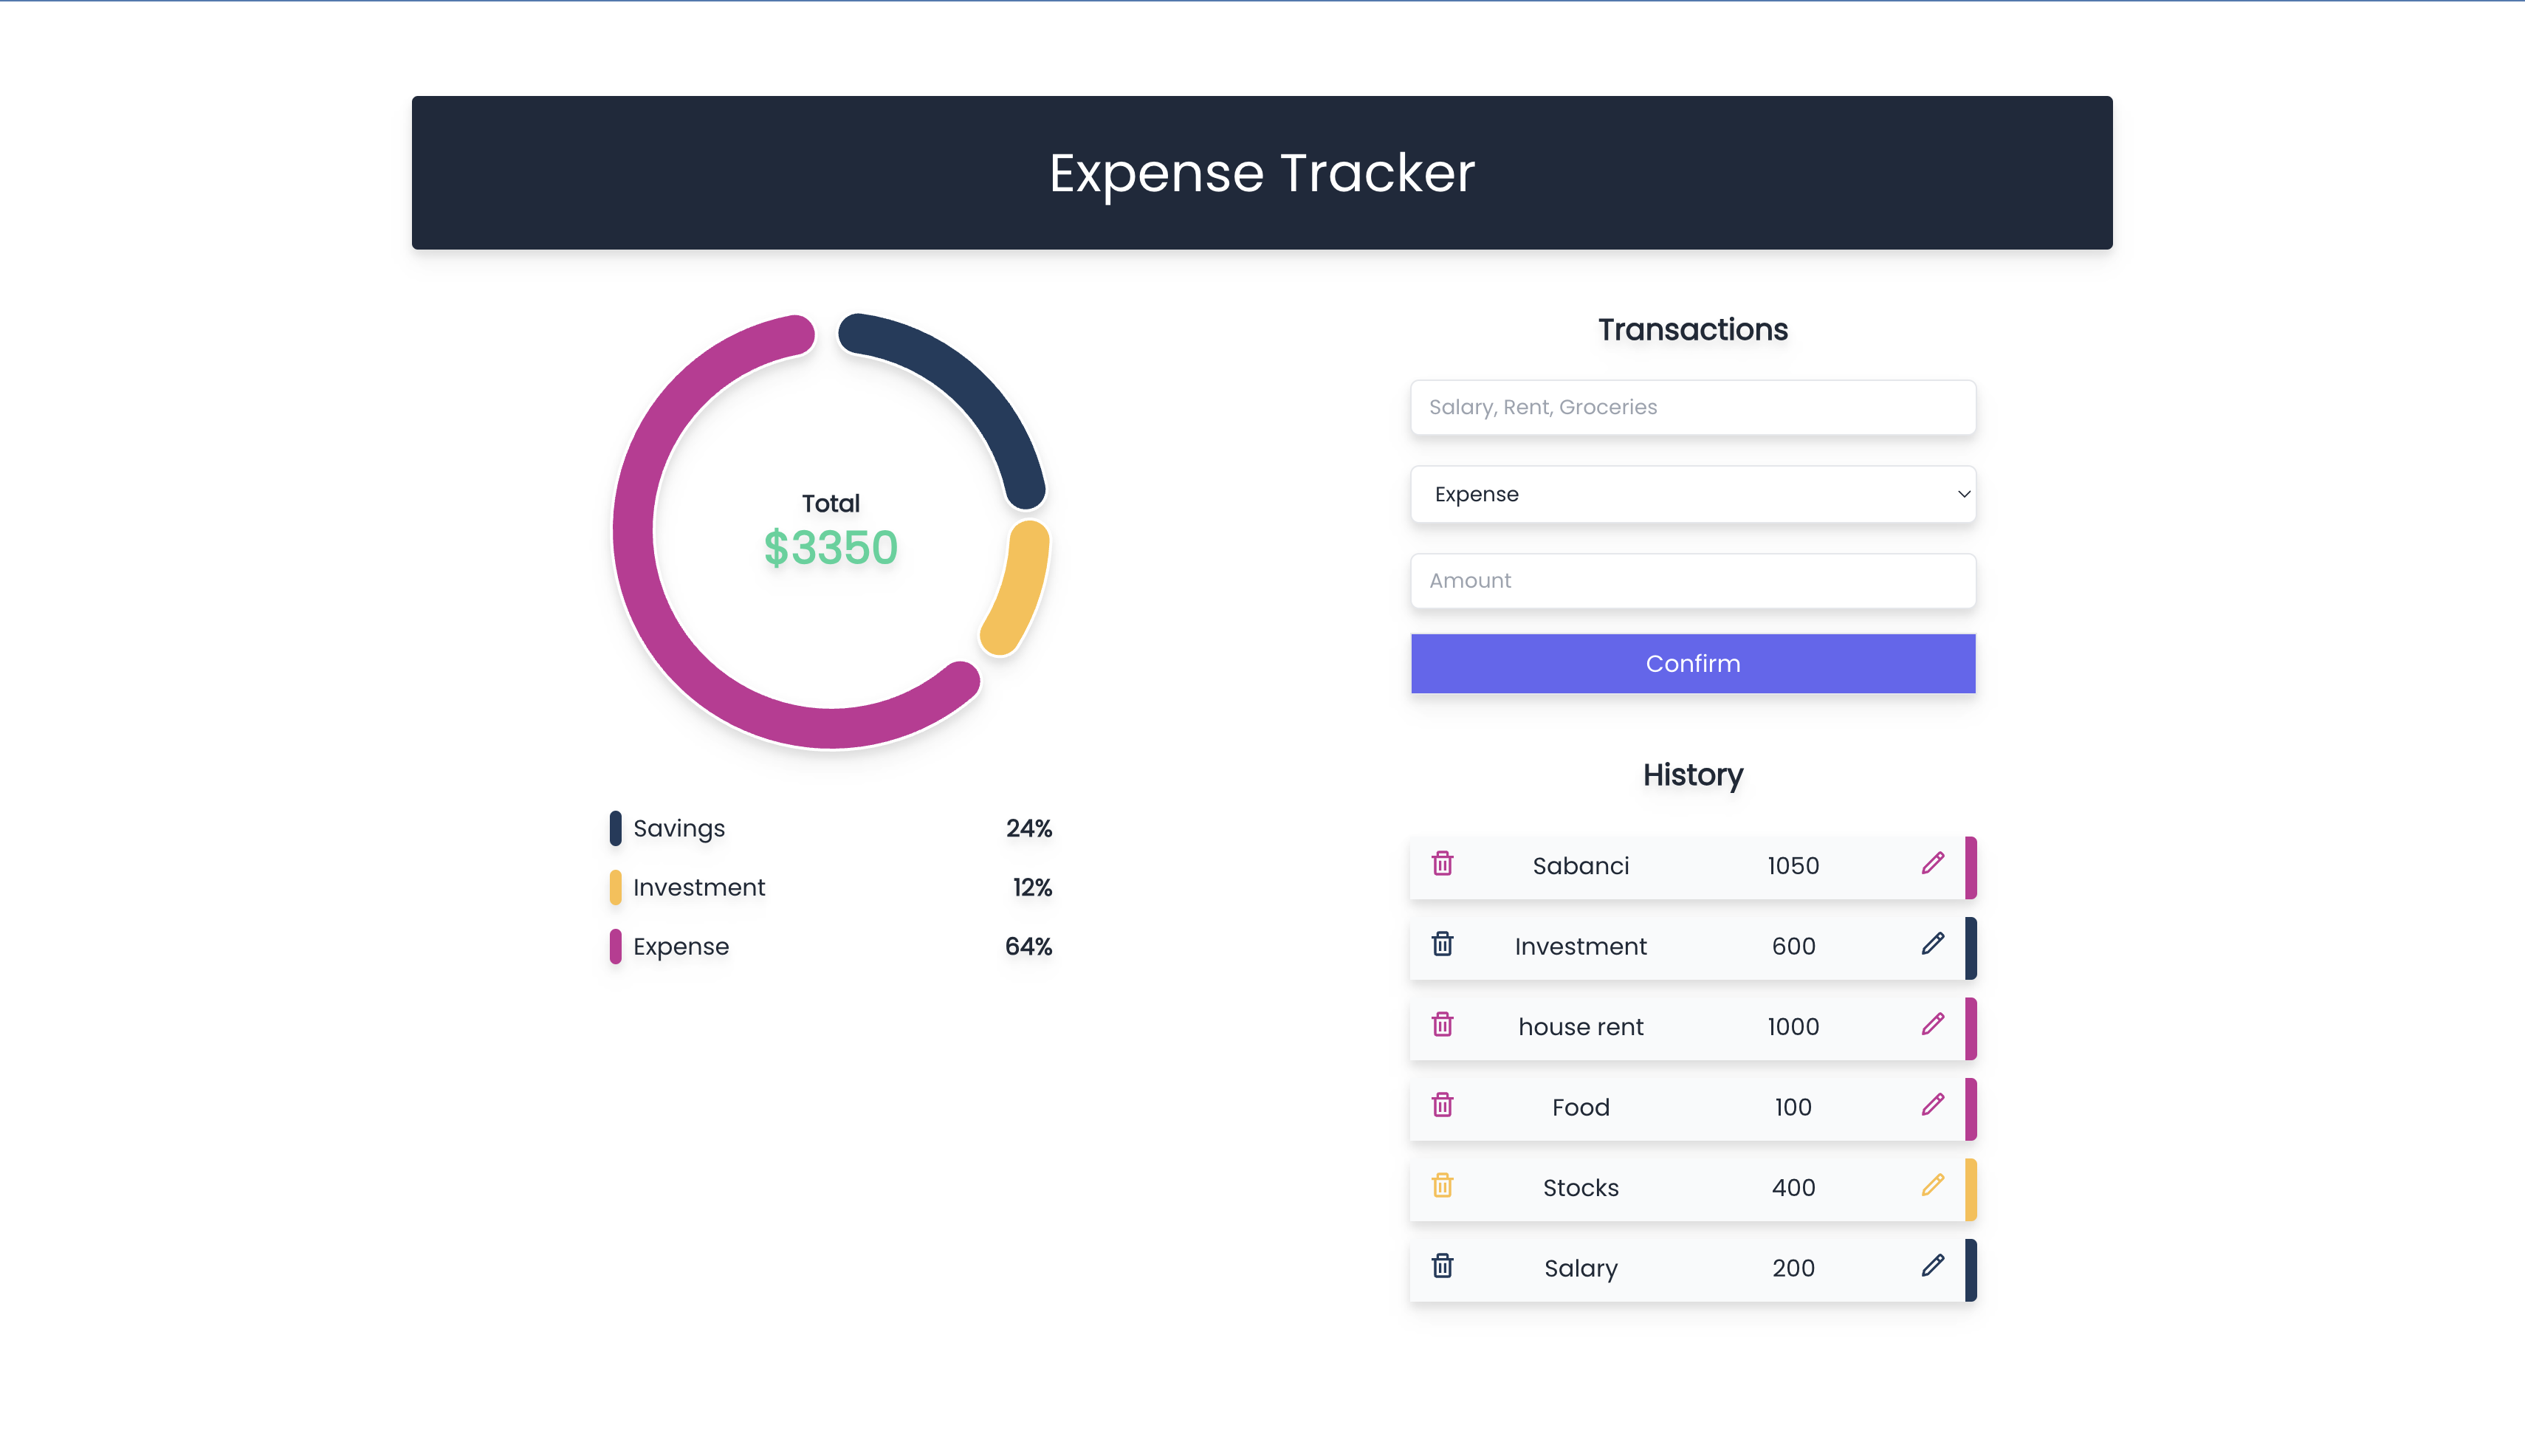 Expense Tracker
Total
$3350
Savings 24%
Investment 12%
Expense 64%
Transactions
Salary, Rent, Groceries
Expense
Amount
Confirm
History
Sabanci 1050
Investment 600
house rent 1000
Food 100
Stocks 400
Salary 200